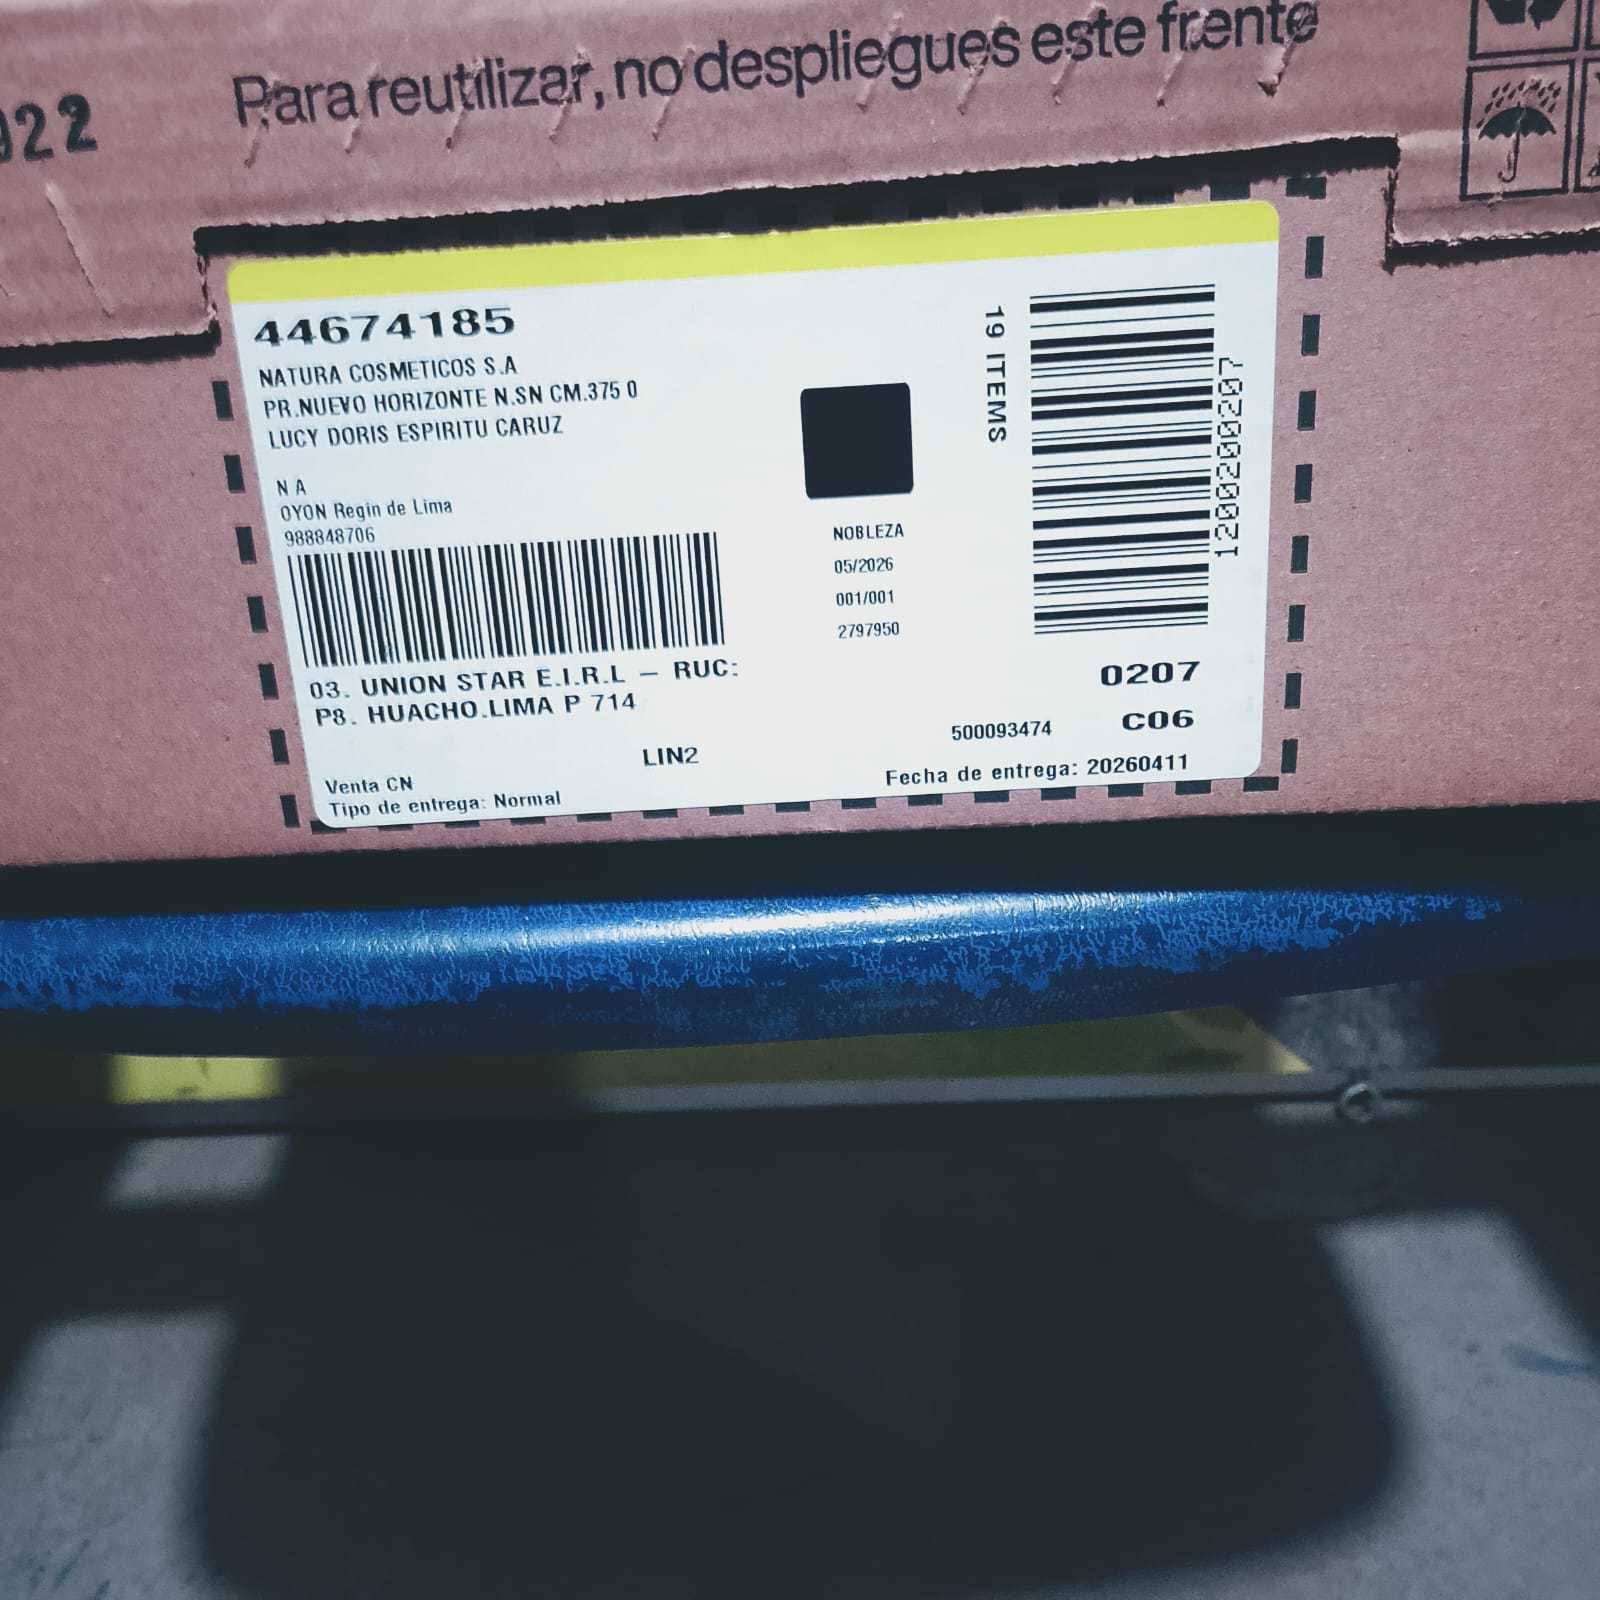 Para reutilizar, no despliegues este frente
022
44674185
NATURA COSMETICOS S.A
PR.NUEVO HORIZONTE N.SN CM.375 0
LUCY DORIS ESPIRITU CARUZ
N A
OYON Regin de Lima
988848706
19 ITEMS
120020207
NOBLEZA
05/2026
001/001
2797950
03. UNION STAR E.I.R.L — RUC:
P8. HUACHO.LIMA P 714
0207
C06
500093474
LIN2
Venta CN
Tipo de entrega: Normal
Fecha de entrega: 20260411